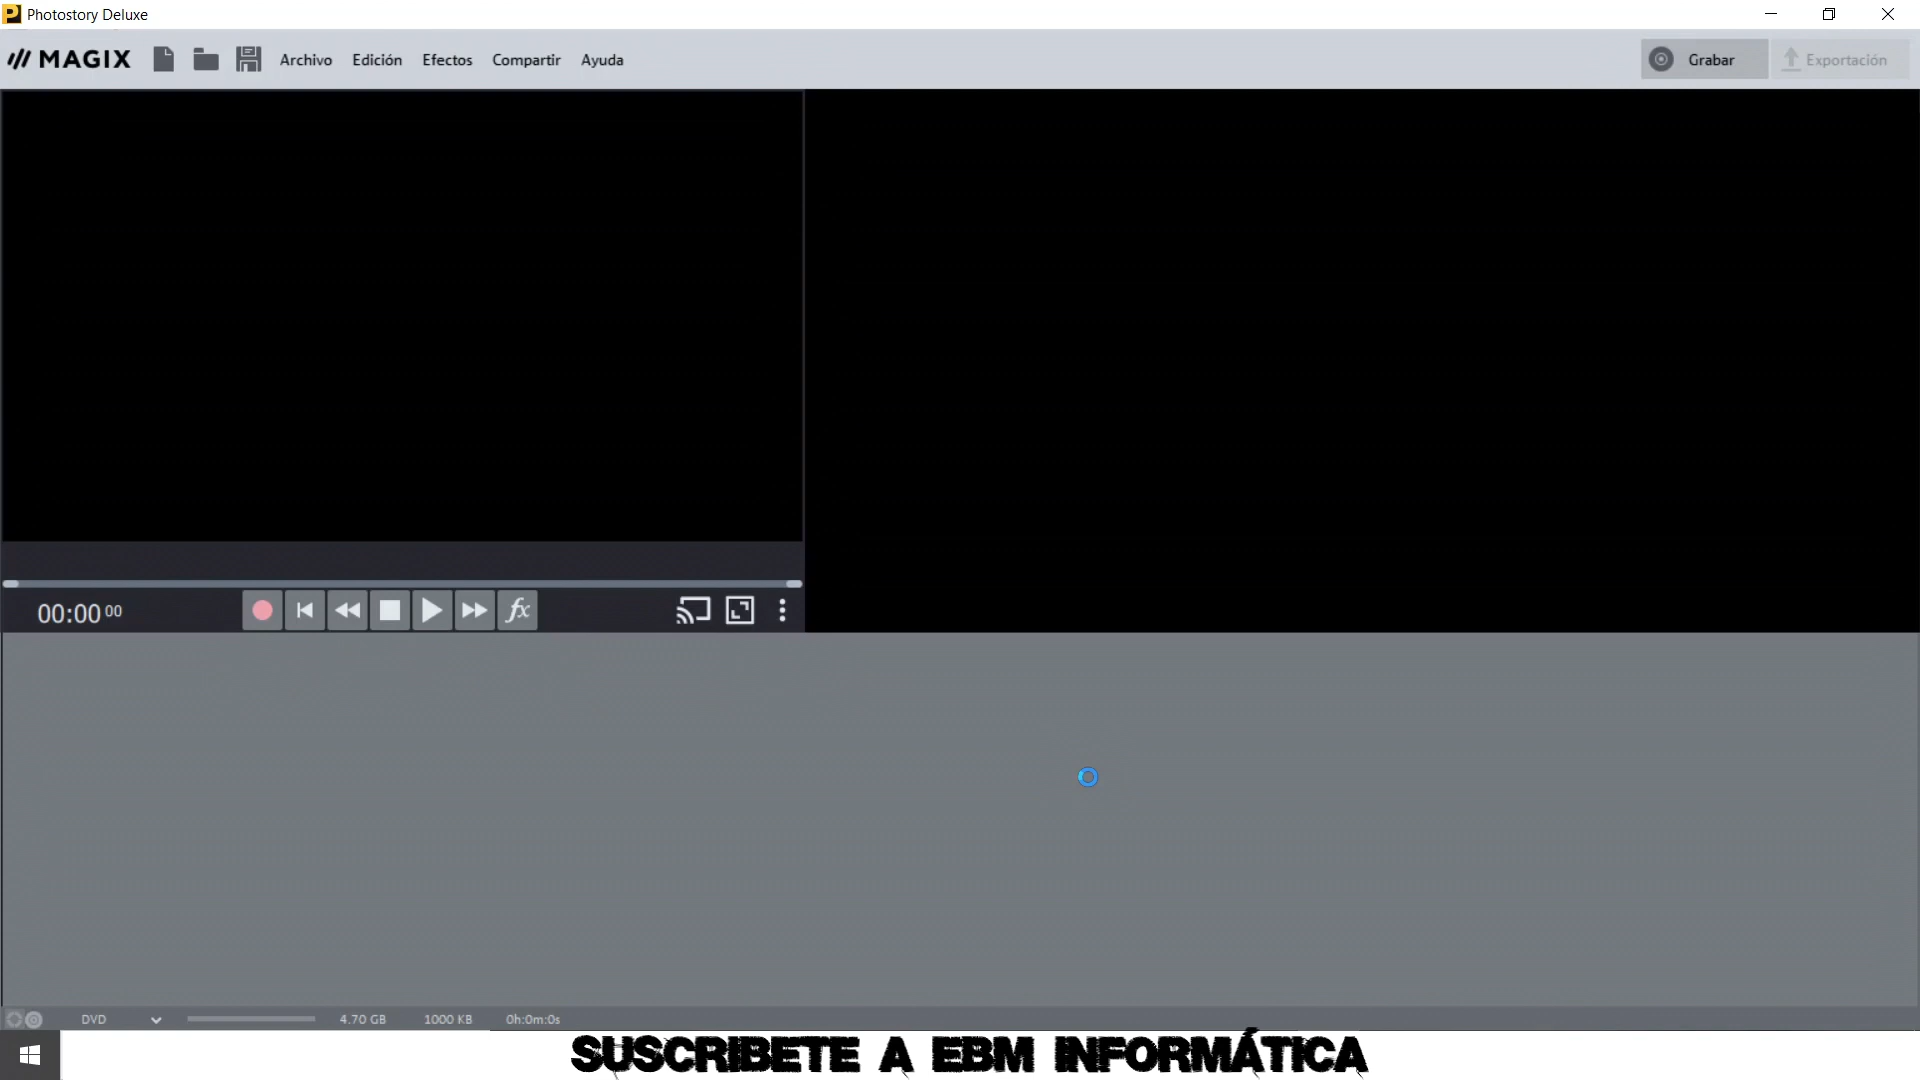 Photostory Deluxe
MAGIX Archivo Edición Efectos Compartir Ayuda Grabar Exportación
00:00 00 fx
DVD 4.70 GB 1000 KB 0h:0m:0s
SUSCRIBETE A EBM INFORMÁTICA